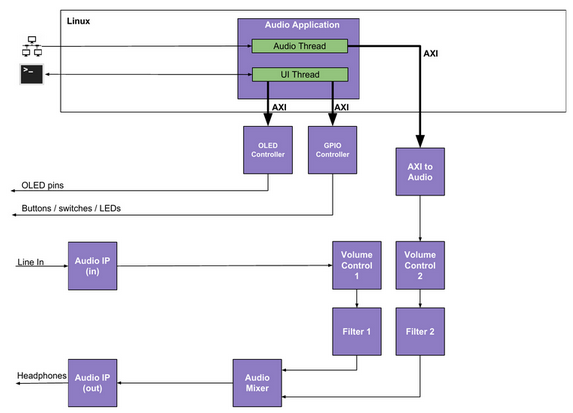 Linux
Audio Application
Audio Thread
AXI
>_
UI Thread
AXI
AXI
OLED
Controller
GPIO
Controller
AXI to
Audio
OLED pins
Buttons / switches / LEDs
Line In
Audio IP
(in)
Volume
Control
1
Volume
Control
2
Filter 1
Filter 2
Headphones
Audio IP
(out)
Audio
Mixer